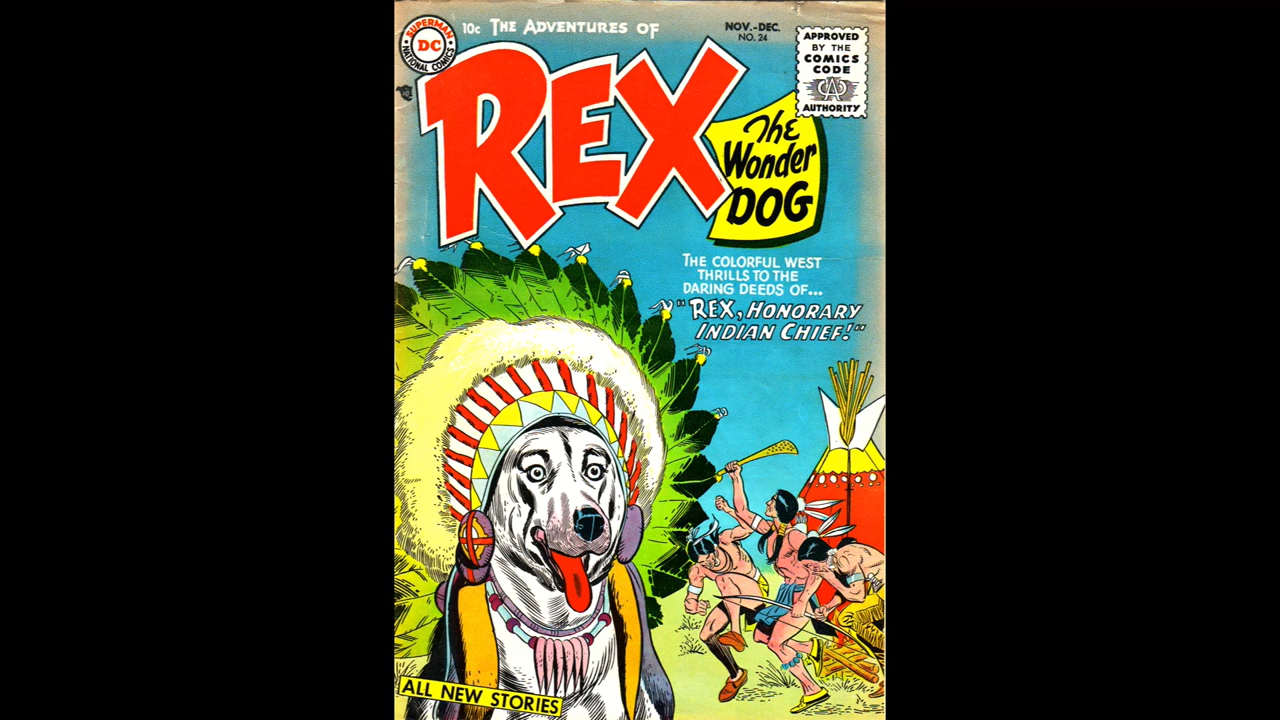 SUPERMAN
DC
NATIONAL COMICS
10c THE ADVENTURES OF
NOV.-DEC.
NO. 24
APPROVED
BY THE
COMICS
CODE
CA
AUTHORITY
REX
The
Wonder
DOG
THE COLORFUL WEST
THRILLS TO THE
DARING DEEDS OF...
"REX, HONORARY
INDIAN CHIEF!"
ALL NEW STORIES